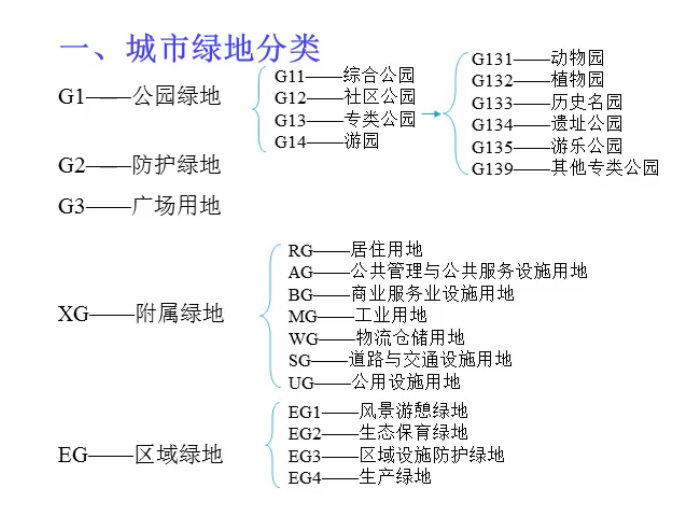 一、城市绿地分类
G1——公园绿地
G11——综合公园
G12——社区公园
G13——专类公园
G14——游园
G131——动物园
G132——植物园
G133——历史名园
G134——遗址公园
G135——游乐公园
G139——其他专类公园
G2——防护绿地
G3——广场用地
XG——附属绿地
RG——居住用地
AG——公共管理与公共服务设施用地
BG——商业服务业设施用地
MG——工业用地
WG——物流仓储用地
SG——道路与交通设施用地
UG——公用设施用地
EG——区域绿地
EG1——风景游憩绿地
EG2——生态保育绿地
EG3——区域设施防护绿地
EG4——生产绿地